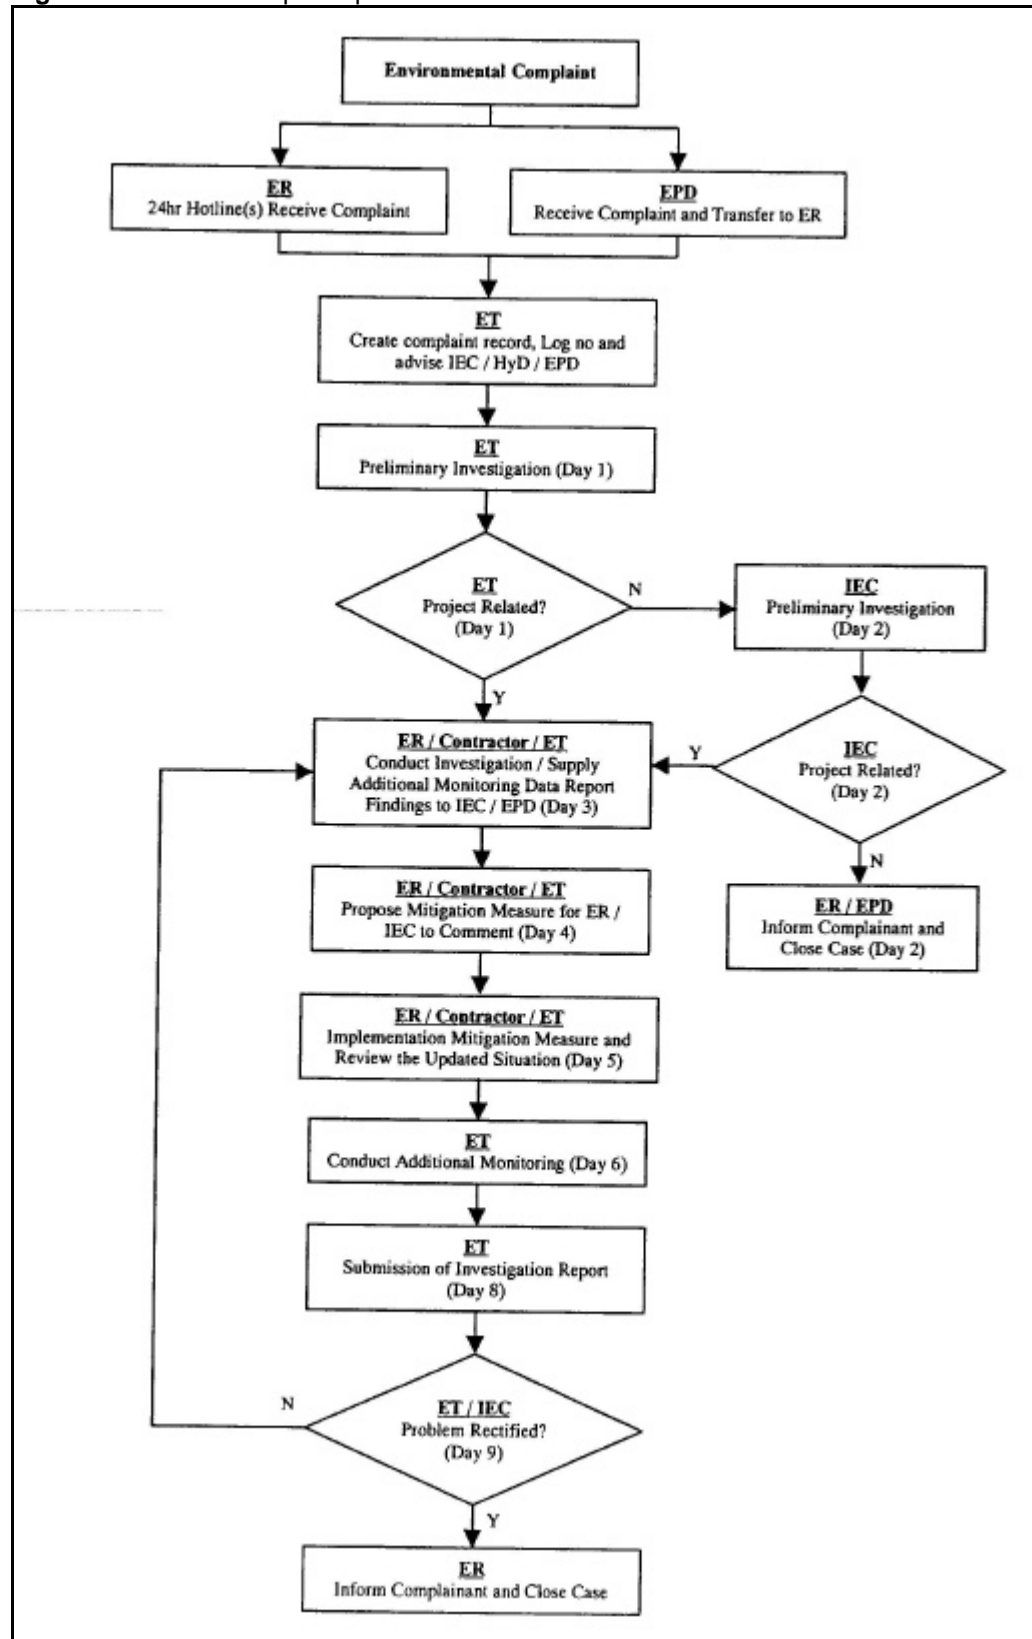 Environmental Complaint
ER
24hr Hotline(s) Receive Complaint
EPD
Receive Complaint and Transfer to ER
ET
Create complaint record, Log no and
advise IEC / HyD / EPD
ET
Preliminary Investigation (Day 1)
ET
Project Related?
(Day 1)
N
IEC
Preliminary Investigation
(Day 2)
Y
ER / Contractor / ET
Conduct Investigation / Supply
Additional Monitoring Data Report
Findings to IEC / EPD (Day 3)
Y
IEC
Project Related?
(Day 2)
N
ER / Contractor / ET
Propose Mitigation Measure for ER /
IEC to Comment (Day 4)
ER / EPD
Inform Complainant and
Close Case (Day 2)
ER / Contractor / ET
Implementation Mitigation Measure and
Review the Updated Situation (Day 5)
ET
Conduct Additional Monitoring (Day 6)
ET
Submission of Investigation Report
(Day 8)
N
ET / IEC
Problem Rectified?
(Day 9)
Y
ER
Inform Complainant and Close Case